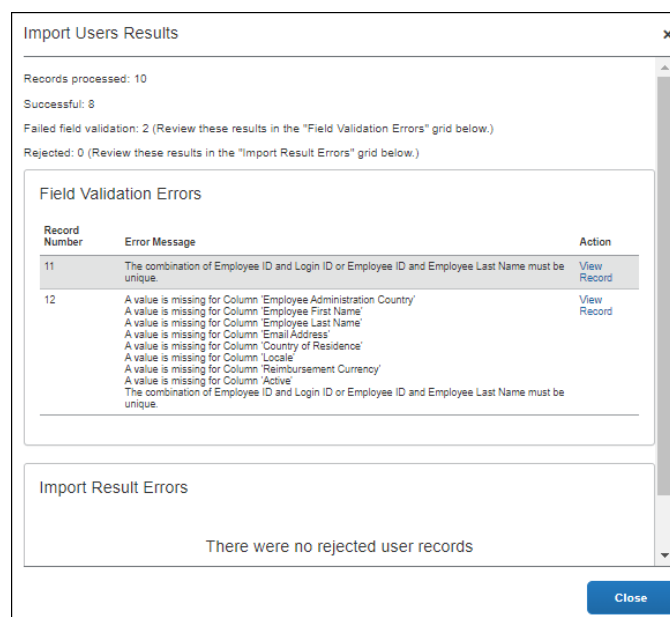 Import Users Results
x
Records processed: 10
Successful: 8
Failed field validation: 2 (Review these results in the "Field Validation Errors" grid below.)
Rejected: 0 (Review these results in the "Import Result Errors" grid below.)
Field Validation Errors
Record
Number Error Message Action
11 The combination of Employee ID and Login ID or Employee ID and Employee Last Name must be View
unique. Record
12 A value is missing for Column 'Employee Administration Country' View
A value is missing for Column 'Employee First Name' Record
A value is missing for Column 'Employee Last Name'
A value is missing for Column 'Email Address'
A value is missing for Column 'Country of Residence'
A value is missing for Column 'Locale'
A value is missing for Column 'Reimbursement Currency'
A value is missing for Column 'Active'
The combination of Employee ID and Login ID or Employee ID and Employee Last Name must be
unique.
Import Result Errors
There were no rejected user records
Close